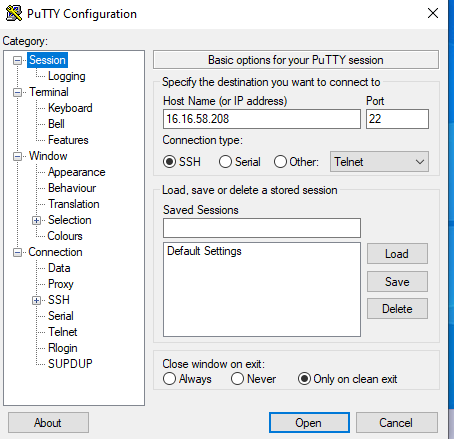 PuTTY Configuration
Category:
Session
Logging
Terminal
Keyboard
Bell
Features
Window
Appearance
Behaviour
Translation
Selection
Colours
Connection
Data
Proxy
SSH
Serial
Telnet
Rlogin
SUPDUP
Basic options for your PuTTY session
Specify the destination you want to connect to
Host Name (or IP address) Port
16.16.58.208 22
Connection type:
SSH Serial Other: Telnet
Load, save or delete a stored session
Saved Sessions
Default Settings
Load
Save
Delete
Close window on exit:
Always Never Only on clean exit
About Open Cancel